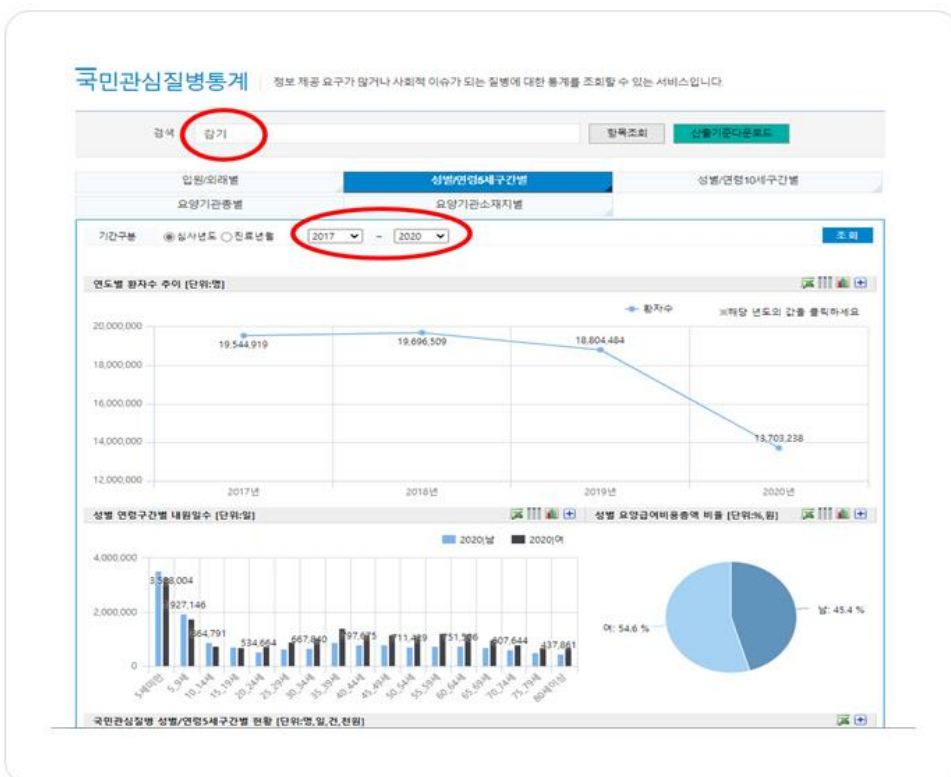 국민관심질병통계 정보 제공 요구가 많거나 사회적 이슈가 되는 질병에 대한 통계를 조회할 수 있는 서비스입니다.
검색 감기 항목조회 산출기준다운로드
입원/외래별 성별/연령5세구간별 성별/연령10세구간별
요양기관종별 요양기관소재지별
기간구분 심사년도 진료년월 2017 ~ 2020 조회
연도별 환자수 추이 [단위:명]
환자수 ※해당 년도의 값을 클릭하세요
20,000,000
19,544,919 19,696,509 18,804,484
18,000,000
16,000,000
14,000,000
13,703,238
12,000,000
2017년 2018년 2019년 2020년
성별 연령구간별 내원일수 [단위:일] 성별 요양급여비용총액 비율 [단위:%,원]
2020|남 2020|여
4,000,000
2,000,000
864,791 534,664 667,840 797,675 607,644 437,861
0
남: 45.4 %
여: 54.6 %
5세미만 5_9세 10_14세 15_19세 20_24세 25_29세 30_34세 35_39세 40_44세 45_49세 50_54세 55_59세 60_64세 65_69세 70_74세 75_79세 80세이상
국민관심질병 성별/연령5세구간별 현황 [단위:명,일,건,천원]